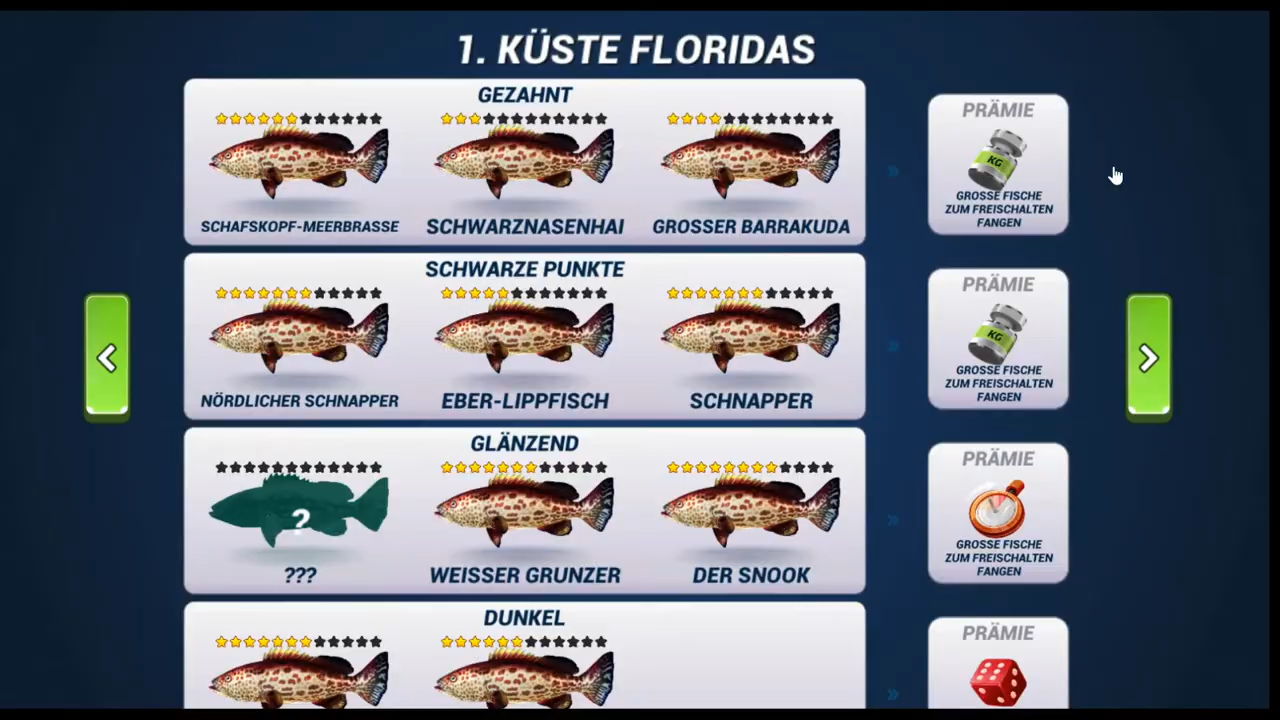 1. KÜSTE FLORIDAS
GEZAHNT
SCHAFSKOPF-MEERBRASSE
SCHWARZNASENHAI
GROSSER BARRAKUDA
PRÄMIE
KG
GROSSE FISCHE
ZUM FREISCHALTEN
FANGEN
SCHWARZE PUNKTE
NÖRDLICHER SCHNAPPER
EBER-LIPPFISCH
SCHNAPPER
PRÄMIE
KG
GROSSE FISCHE
ZUM FREISCHALTEN
FANGEN
GLÄNZEND
?
???
WEISSER GRUNZER
DER SNOOK
PRÄMIE
GROSSE FISCHE
ZUM FREISCHALTEN
FANGEN
DUNKEL
PRÄMIE